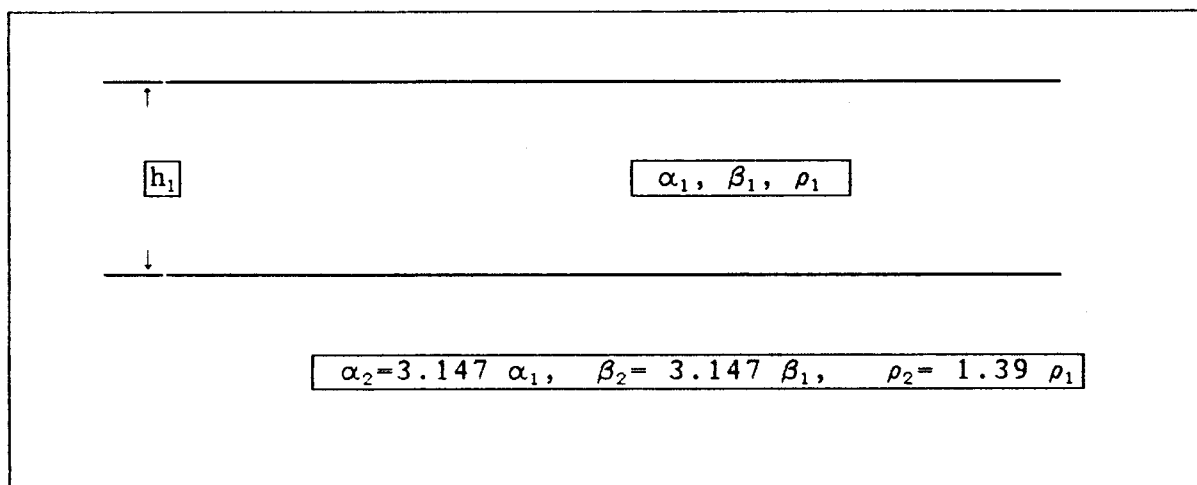 h₁
α₁, β₁, ρ₁
α₂=3.147 α₁, β₂= 3.147 β₁, ρ₂= 1.39 ρ₁